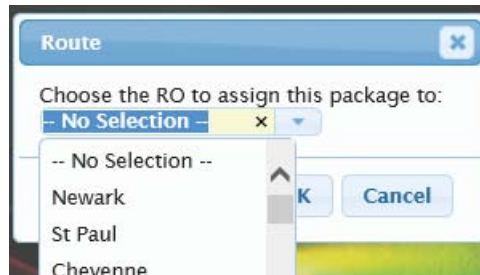 Route
Choose the RO to assign this package to:
-- No Selection --
-- No Selection --
Newark
K Cancel
St Paul
Cheyenne